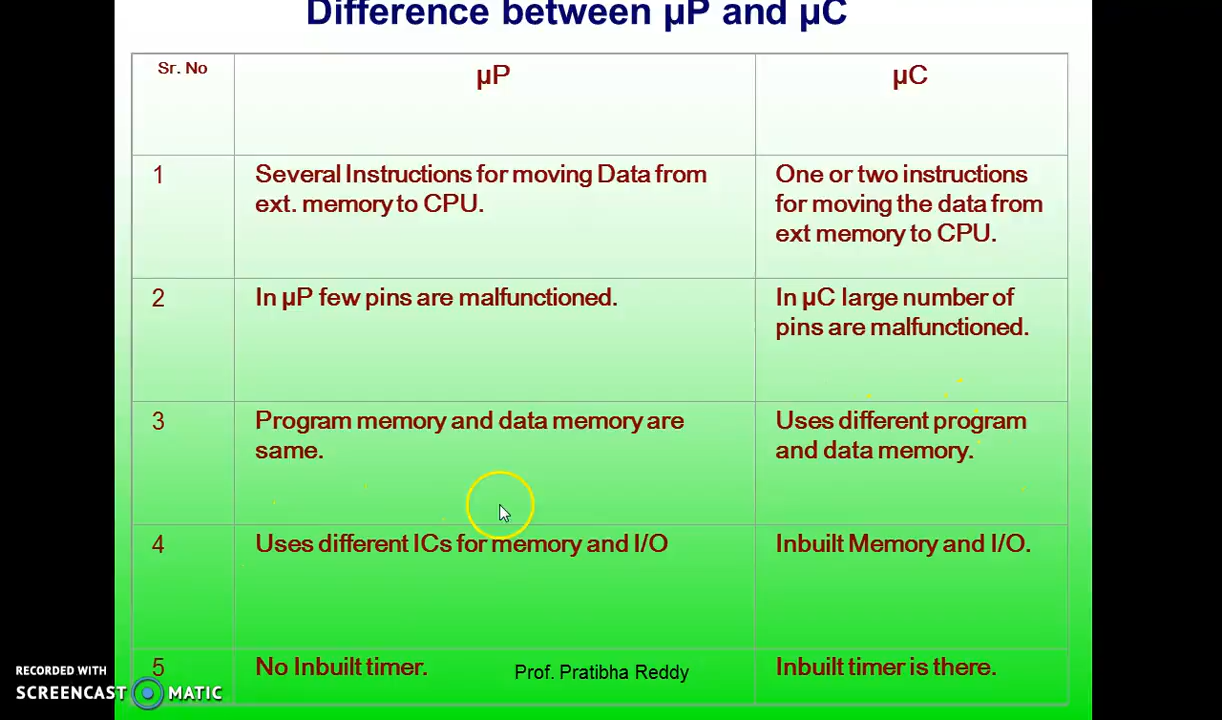 Difference between µP and µC
Sr. No
µP
µC
1
Several Instructions for moving Data from
ext. memory to CPU.
One or two instructions
for moving the data from
ext memory to CPU.
2
In µP few pins are malfunctioned.
In µC large number of
pins are malfunctioned.
3
Program memory and data memory are
same.
Uses different program
and data memory.
4
Uses different ICs for memory and I/O
Inbuilt Memory and I/O.
5
No Inbuilt timer.
Inbuilt timer is there.
Prof. Pratibha Reddy
RECORDED WITH
SCREENCAST MATIC